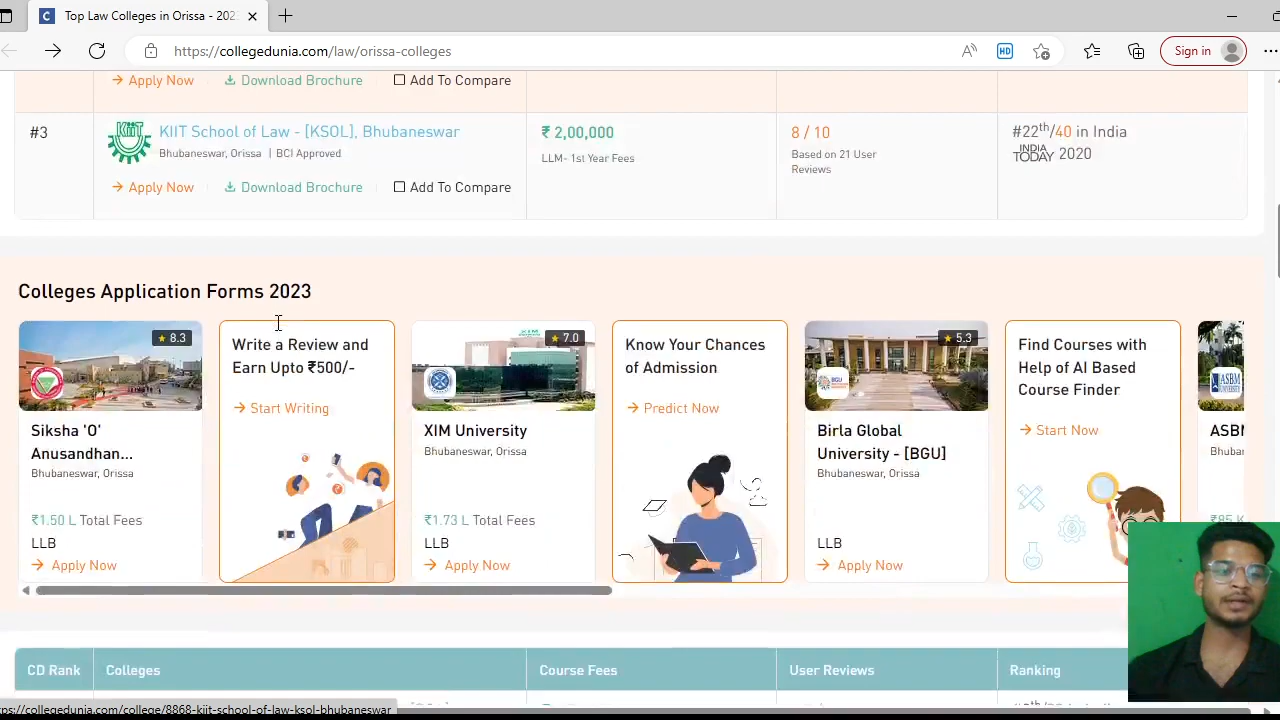 Top Law Colleges in Orissa - 202
https://collegedunia.com/law/orissa-colleges
HD
Sign in
Apply Now
Download Brochure
Add To Compare
#3
KIIT School of Law - [KSOL], Bhubaneswar
Bhubaneswar, Orissa | BCI Approved
Apply Now
Download Brochure
Add To Compare
₹ 2,00,000
LLM- 1st Year Fees
8 / 10
Based on 21 User
Reviews
#22th/40 in India
INDIA TODAY 2020
Colleges Application Forms 2023
8.3
Siksha 'O'
Anusandhan...
Bhubaneswar, Orissa
₹1.50 L Total Fees
LLB
Apply Now
Write a Review and
Earn Upto ₹500/-
Start Writing
7.0
XIM University
Bhubaneswar, Orissa
₹1.73 L Total Fees
LLB
Apply Now
Know Your Chances
of Admission
Predict Now
5.3
BGU
Birla Global
University - [BGU]
Bhubaneswar, Orissa
LLB
Apply Now
Find Courses with
Help of AI Based
Course Finder
Start Now
ASBM
ASBM
Bhuban
₹85 K
CD Rank
Colleges
Course Fees
User Reviews
Ranking
ps://collegedunia.com/college/8868-kiit-school-of-law-ksol-bhubaneswar